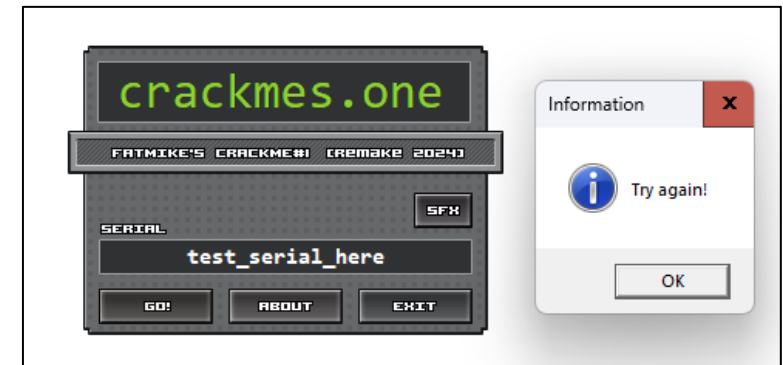 crackmes.one
FATMIKE'S CRACKME#1 [REMAKE 2024]
SFX
SERIAL
test_serial_here
GO!
ABOUT
EXIT
Information
X
Try again!
OK